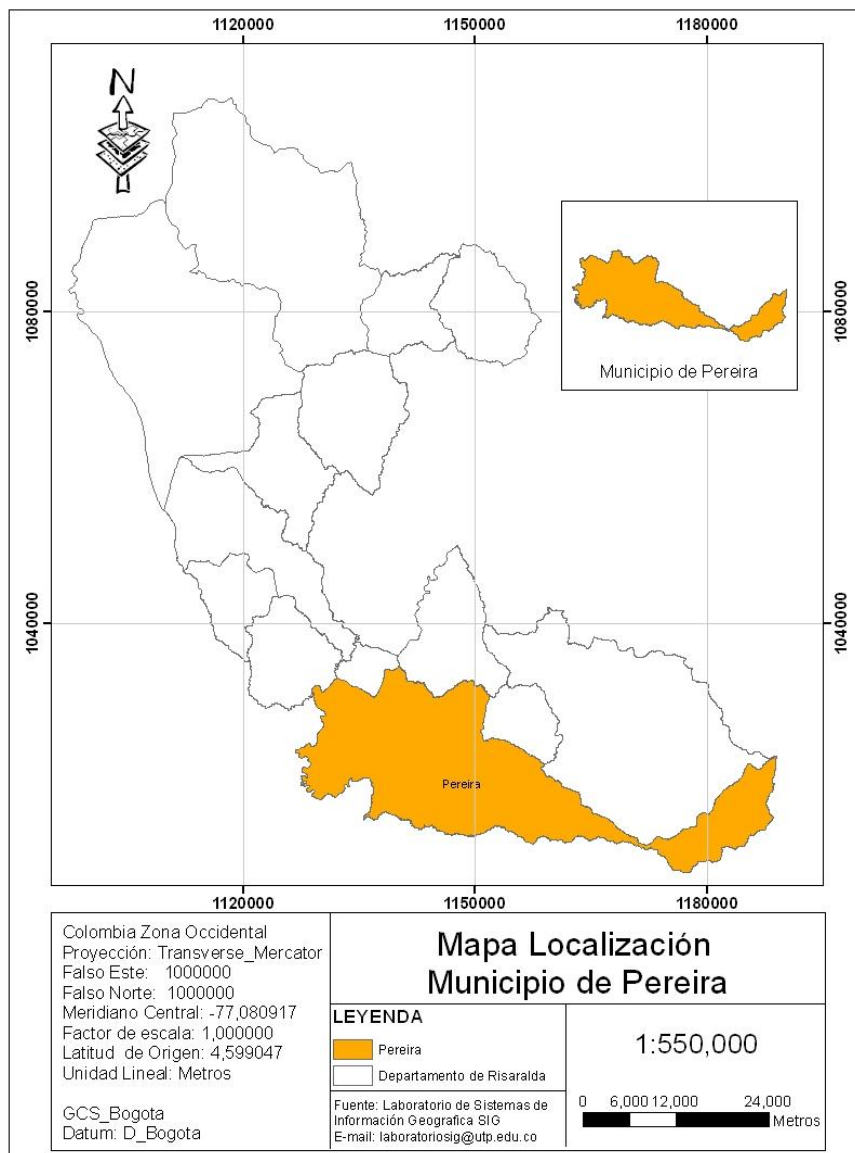 1120000 1150000 1180000
N
1080000
1080000
Municipio de Pereira
1040000
1040000
Pereira
1120000 1150000 1180000
Colombia Zona Occidental
Proyección: Transverse_Mercator
Falso Este: 1000000
Falso Norte: 1000000
Meridiano Central: -77,080917
Factor de escala: 1,000000
Latitud de Origen: 4,599047
Unidad Lineal: Metros
GCS_Bogota
Datum: D_Bogota
Mapa Localización
Municipio de Pereira
LEYENDA
Pereira
Departamento de Risaralda
Fuente: Laboratorio de Sistemas de
Información Geografica SIG
E-mail: laboratoriosig@utp.edu.co
1:550,000
0 6,000 12,000 24,000
Metros